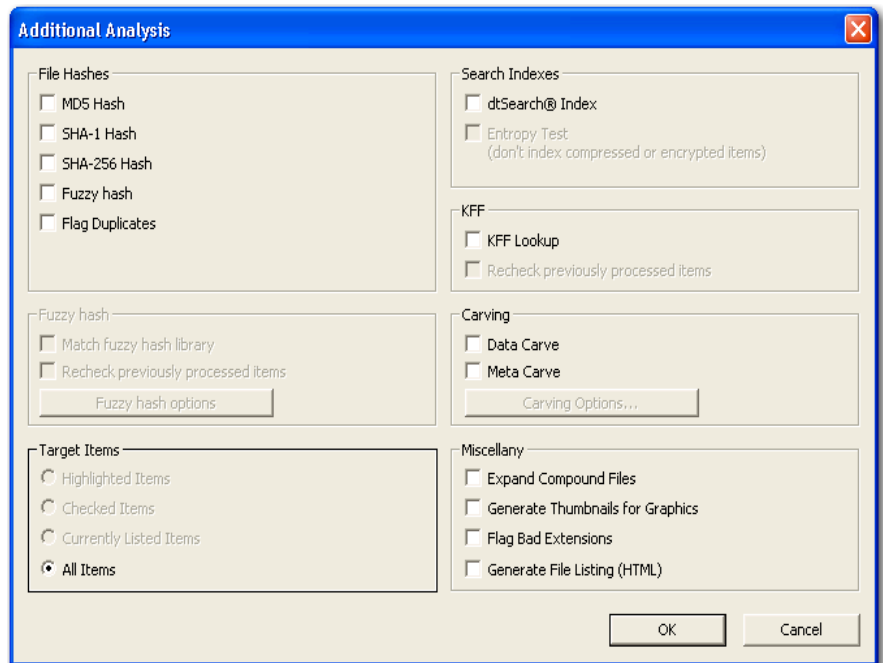 Additional Analysis
File Hashes
MD5 Hash
SHA-1 Hash
SHA-256 Hash
Fuzzy hash
Flag Duplicates
Search Indexes
dtSearch® Index
Entropy Test
(don't index compressed or encrypted items)
KFF
KFF Lookup
Recheck previously processed items
Fuzzy hash
Match fuzzy hash library
Recheck previously processed items
Fuzzy hash options
Carving
Data Carve
Meta Carve
Carving Options...
Target Items
Highlighted Items
Checked Items
Currently Listed Items
All Items
Miscellany
Expand Compound Files
Generate Thumbnails for Graphics
Flag Bad Extensions
Generate File Listing (HTML)
OK
Cancel